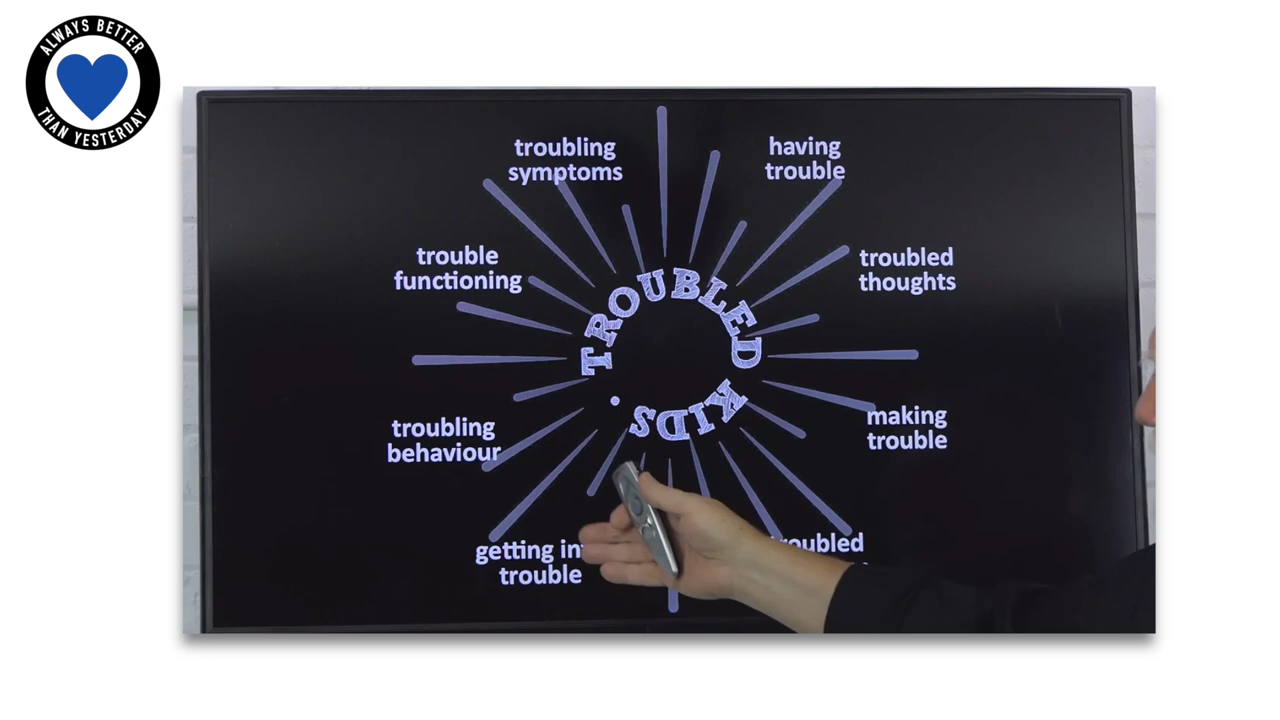 ALWAYS BETTER
THAN YESTERDAY
troubling
symptoms
having
trouble
trouble
functioning
troubled
thoughts
TROUBLED KIDS.
troubling
behaviour
making
trouble
getting
trouble